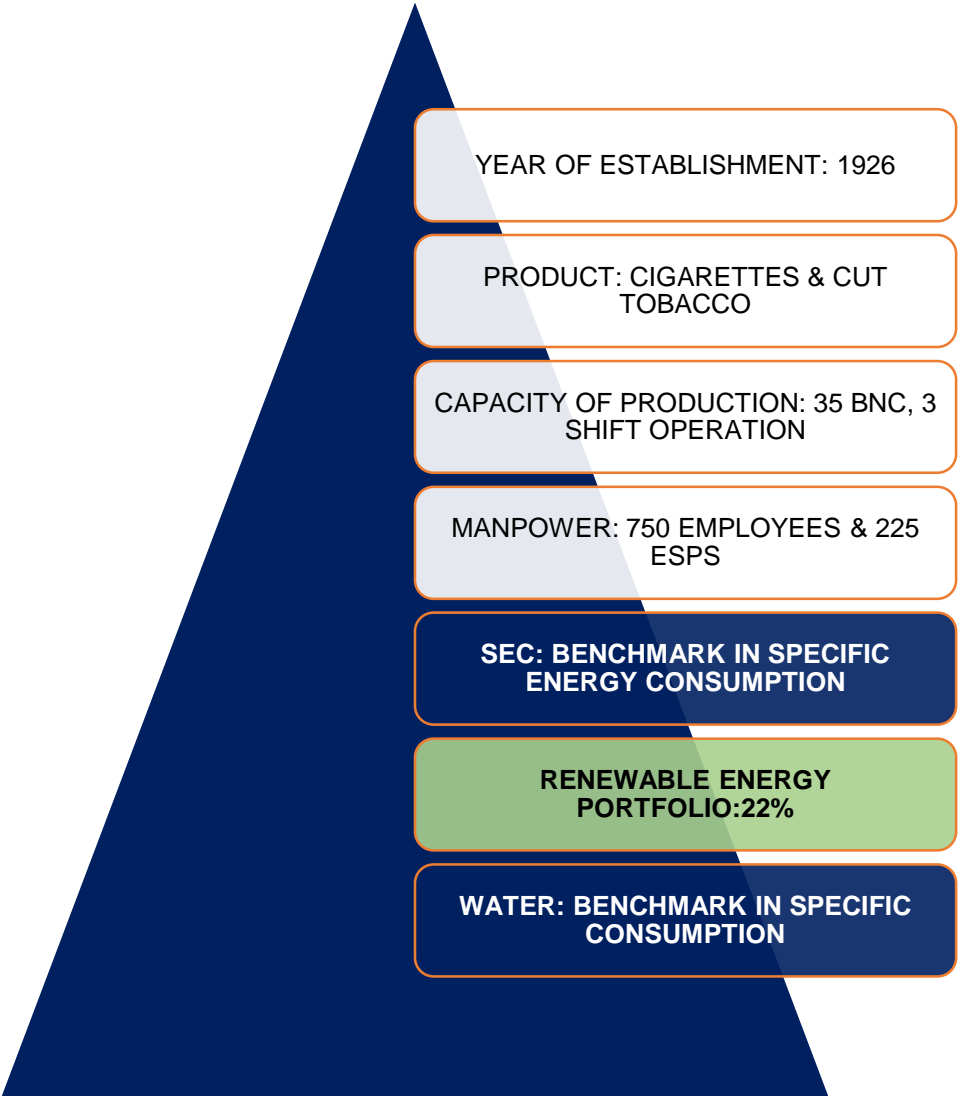 YEAR OF ESTABLISHMENT: 1926
PRODUCT: CIGARETTES & CUT
TOBACCO
CAPACITY OF PRODUCTION: 35 BNC, 3
SHIFT OPERATION
MANPOWER: 750 EMPLOYEES & 225
ESPS
SEC: BENCHMARK IN SPECIFIC
ENERGY CONSUMPTION
RENEWABLE ENERGY
PORTFOLIO:22%
WATER: BENCHMARK IN SPECIFIC
CONSUMPTION